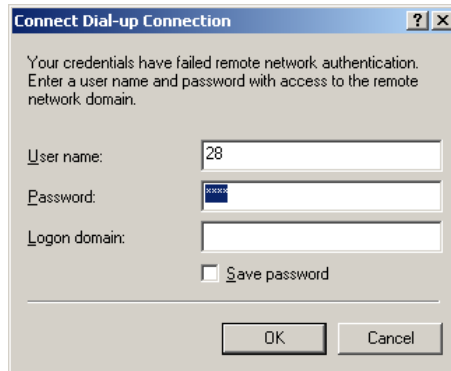 Connect Dial-up Connection
Your credentials have failed remote network authentication.
Enter a user name and password with access to the remote
network domain.
User name:
28
Password:
****
Logon domain:
Save password
OK
Cancel